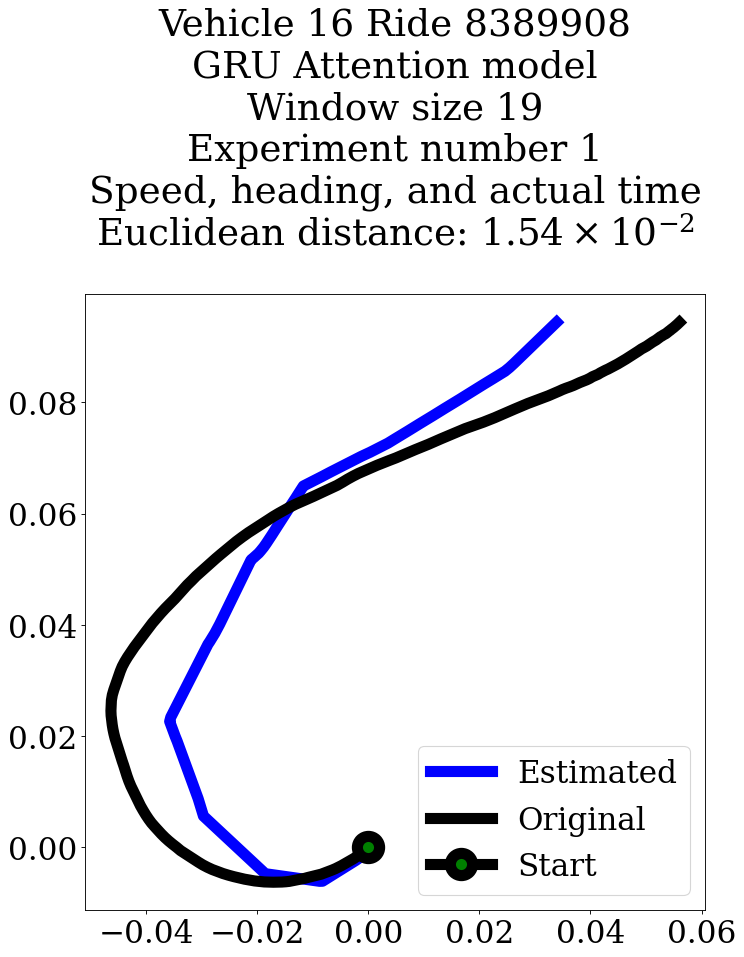 Vehicle 16 Ride 8389908
GRU Attention model
Window size 19
Experiment number 1
Speed, heading, and actual time
Euclidean distance: 1.54 × 10⁻²
0.08
0.06
0.04
0.02
0.00
Estimated
Original
Start
−0.04 −0.02 0.00 0.02 0.04 0.06